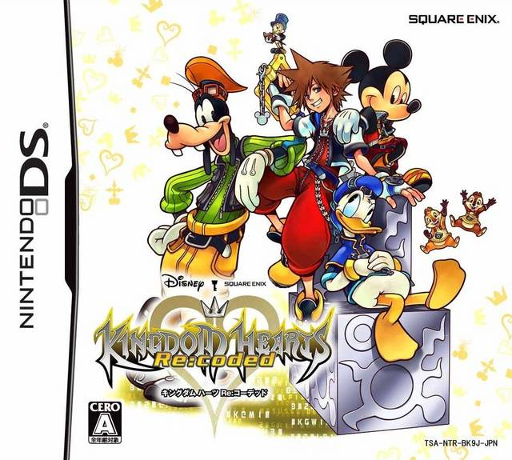 SQUARE ENIX.
NINTENDO DS®
Disney SQUARE ENIX
KINGDOM HEARTS
Re:coded
キングダム ハーツ Re:コーデッド
CERO
A
全年齢対象
TSA-NTR-BK9J-JPN